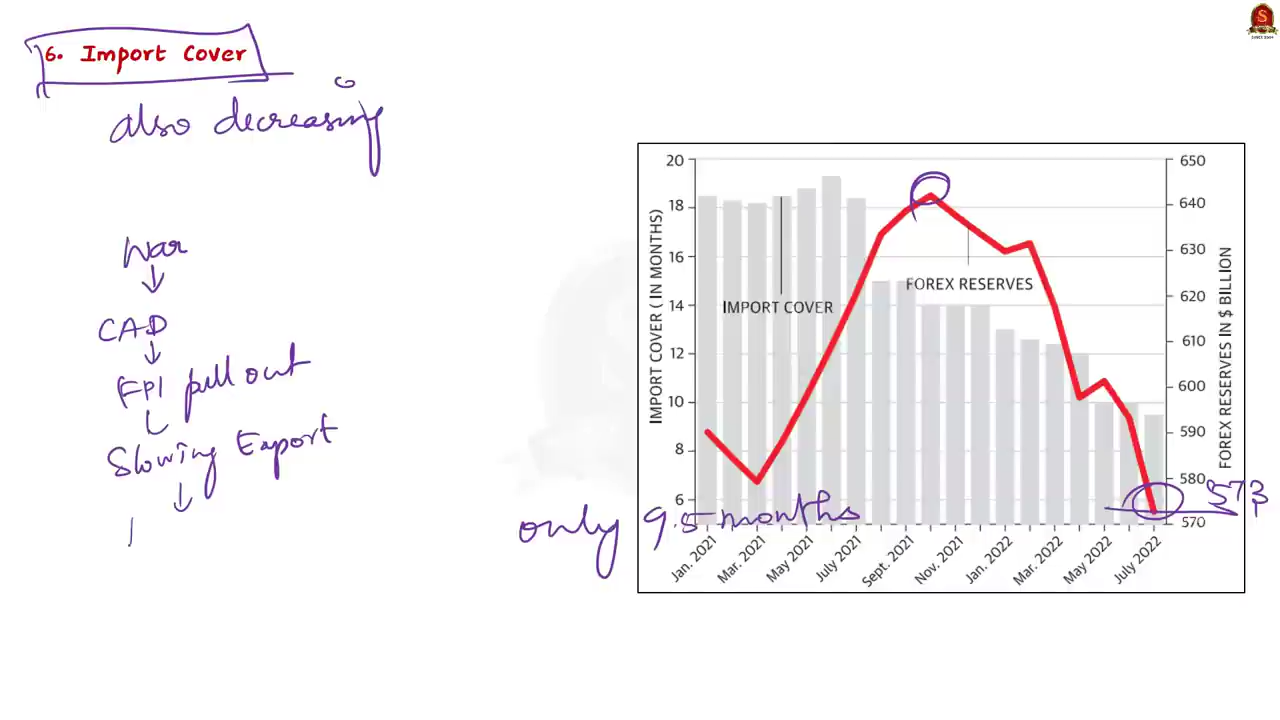 6. Import Cover
also decreasing
War
CAD
FPI pull out
Slowing Export
only 9.5 months
573
20
18
16
14
12
10
8
6
IMPORT COVER ( IN MONTHS)
IMPORT COVER
FOREX RESERVES
650
640
630
620
610
600
590
580
570
FOREX RESERVES IN $ BILLION
Jan. 2021
Mar. 2021
May 2021
July 2021
Sept. 2021
Nov. 2021
Jan. 2022
Mar. 2022
May 2022
July 2022
S
SINCE 2004